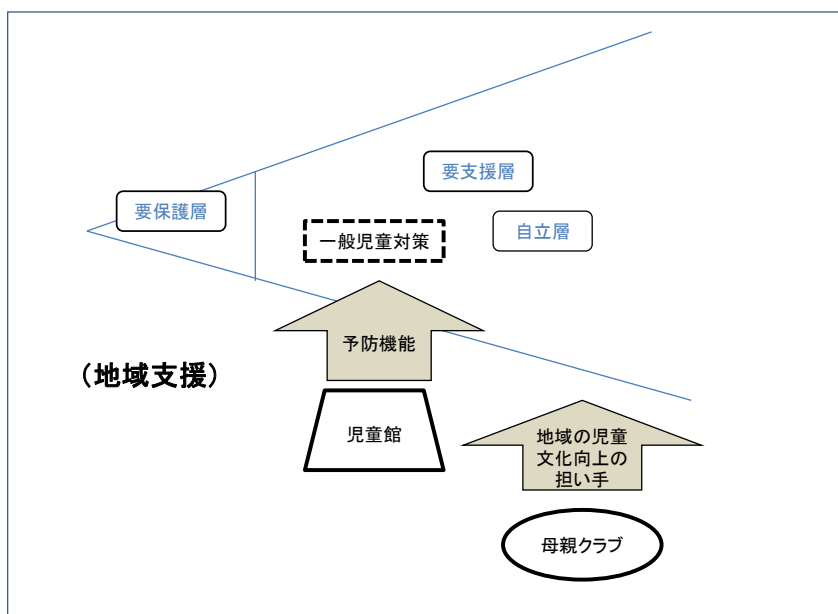 要支援層
要保護層
自立層
一般児童対策
予防機能
（地域支援）
児童館
地域の児童
文化向上の
担い手
母親クラブ